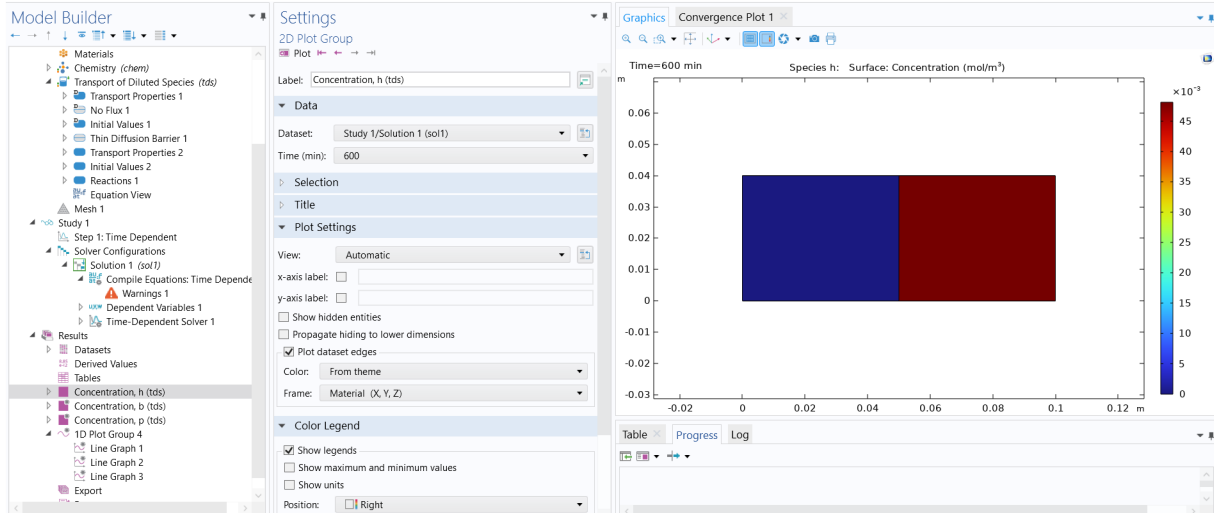 Model Builder
Materials
Chemistry (chem)
Transport of Diluted Species (tds)
Transport Properties 1
No Flux 1
Initial Values 1
Thin Diffusion Barrier 1
Transport Properties 2
Initial Values 2
Reactions 1
Equation View
Mesh 1
Study 1
Step 1: Time Dependent
Solver Configurations
Solution 1 (sol1)
Compile Equations: Time Depende
Warnings 1
Dependent Variables 1
Time-Dependent Solver 1
Results
Datasets
Derived Values
Tables
Concentration, h (tds)
Concentration, b (tds)
Concentration, p (tds)
1D Plot Group 4
Line Graph 1
Line Graph 2
Line Graph 3
Export
Settings
2D Plot Group
Plot
Label: Concentration, h (tds)
Data
Dataset: Study 1/Solution 1 (sol1)
Time (min): 600
Selection
Title
Plot Settings
View: Automatic
x-axis label:
y-axis label:
Show hidden entities
Propagate hiding to lower dimensions
Plot dataset edges
Color: From theme
Frame: Material (X, Y, Z)
Color Legend
Show legends
Show maximum and minimum values
Show units
Position: Right
Graphics Convergence Plot 1
Time=600 min Species h: Surface: Concentration (mol/m³)
m
×10⁻³
0.06
0.05
0.04
0.03
0.02
0.01
0
-0.01
-0.02
-0.03
-0.02 0 0.02 0.04 0.06 0.08 0.1 0.12 m
45
40
35
30
25
20
15
10
5
0
Table Progress Log